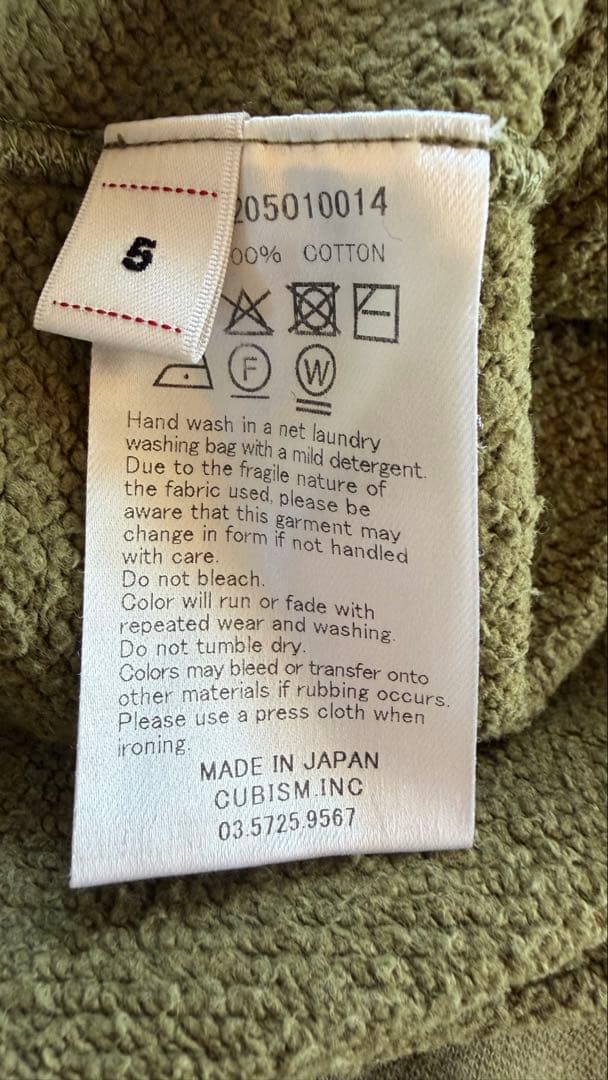 5
205010014
00% COTTON
F
W
Hand wash in a net laundry
washing bag with a mild detergent.
Due to the fragile nature of
the fabric used, please be
aware that this garment may
change in form if not handled
with care.
Do not bleach.
Color will run or fade with
repeated wear and washing.
Do not tumble dry.
Colors may bleed or transfer onto
other materials if rubbing occurs.
Please use a press cloth when
ironing.
MADE IN JAPAN
CUBISM.INC
03.5725.9567